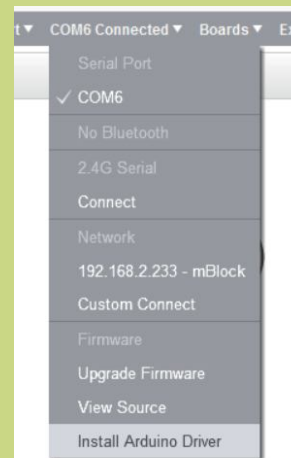 COM6 Connected Boards
Serial Port
COM6
No Bluetooth
2.4G Serial
Connect
Network
192.168.2.233 - mBlock
Custom Connect
Firmware
Upgrade Firmware
View Source
Install Arduino Driver